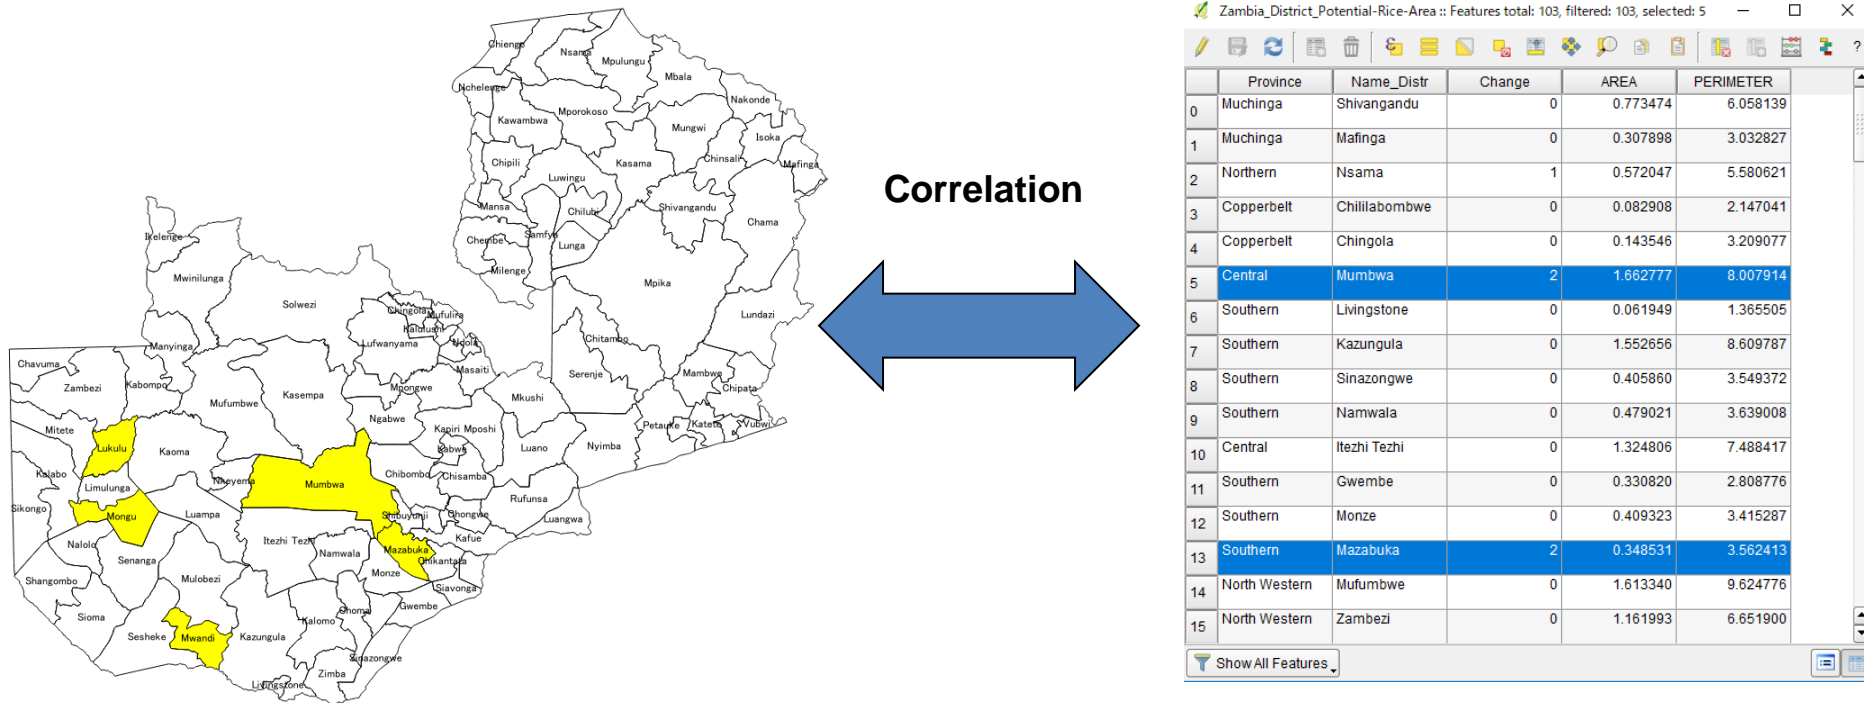 Chienge
Nsama
Mpulungu
Mbala
Nchelenge
Nakonde
Kawambwa
Mporokoso
Mungwi
Isoka
Chipili
Kasama
Chinsali
Mafinga
Luwingu
Mansa
Chilubi
Shivangandu
Chama
Ikelenge
Chembe
Samfya
Lunga
Milenge
Mwinilunga
Mpika
Solwezi
Chingola
Mufulira
Lundazi
Kalulushi
Manyinga
Lufwanyama
Ndola
Chitambo
Chavuma
Masaiti
Serenje
Mambwe
Zambezi
Kabompo
Kasempa
Mpongwe
Chipata
Mufumbwe
Mkushi
Ngabwe
Mitete
Kapiri Mposhi
Petauke
Katete
Vubwi
Lukulu
Kaoma
Kabwe
Luano
Nyimba
Kalabo
Chibombo
Chisamba
Limulunga
Nkeyema
Mumbwa
Rufunsa
Sikongo
Mongu
Luampa
Shibuyunji
Chongwe
Luangwa
Nalolo
Itezhi Tezhi
Kafue
Senanga
Namwala
Mazabuka
Chikantata
Shangombo
Mulobezi
Monze
Siavonga
Sioma
Choma
Gwembe
Kalomo
Sesheke
Mwandi
Kazungula
Sinazongwe
Zimba
Livingstone
Correlation
Zambia_District_Potential-Rice-Area :: Features total: 103, filtered: 103, selected: 5
?
Province Name_Distr Change AREA PERIMETER
0 Muchinga Shivangandu 0 0.773474 6.058139
1 Muchinga Mafinga 0 0.307898 3.032827
2 Northern Nsama 1 0.572047 5.580621
3 Copperbelt Chililabombwe 0 0.082908 2.147041
4 Copperbelt Chingola 0 0.143546 3.209077
5 Central Mumbwa 2 1.662777 8.007914
6 Southern Livingstone 0 0.061949 1.365505
7 Southern Kazungula 0 1.552656 8.609787
8 Southern Sinazongwe 0 0.405860 3.549372
9 Southern Namwala 0 0.479021 3.639008
10 Central Itezhi Tezhi 0 1.324806 7.488417
11 Southern Gwembe 0 0.330820 2.808776
12 Southern Monze 0 0.409323 3.415287
13 Southern Mazabuka 2 0.348531 3.562413
14 North Western Mufumbwe 0 1.613340 9.624776
15 North Western Zambezi 0 1.161993 6.651900
Show All Features